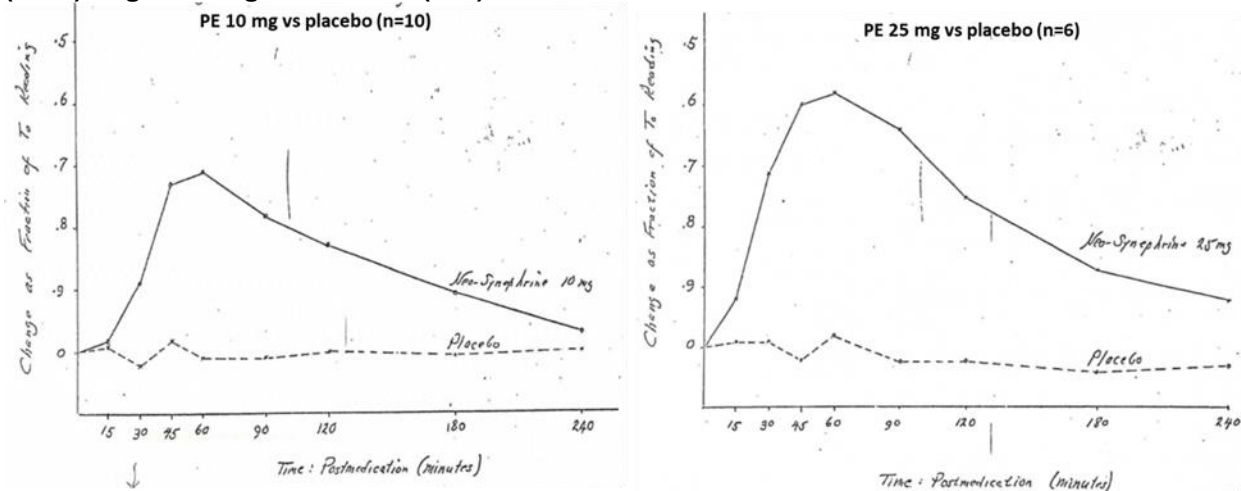 PE 10 mg vs placebo (n=10)
Change as Fraction of To Reading
.5
.6
.7
.8
.9
0
Neo-Synephrine 10 mg
Placebo
15 30 45 60 90 120 180 240
Time: Postmedication (minutes)
PE 25 mg vs placebo (n=6)
Change as Fraction of To Reading
.5
.6
.7
.8
.9
0
Neo-Synephrine 25 mg
Placebo
15 30 45 60 90 120 180 240
Time: Postmedication (minutes)